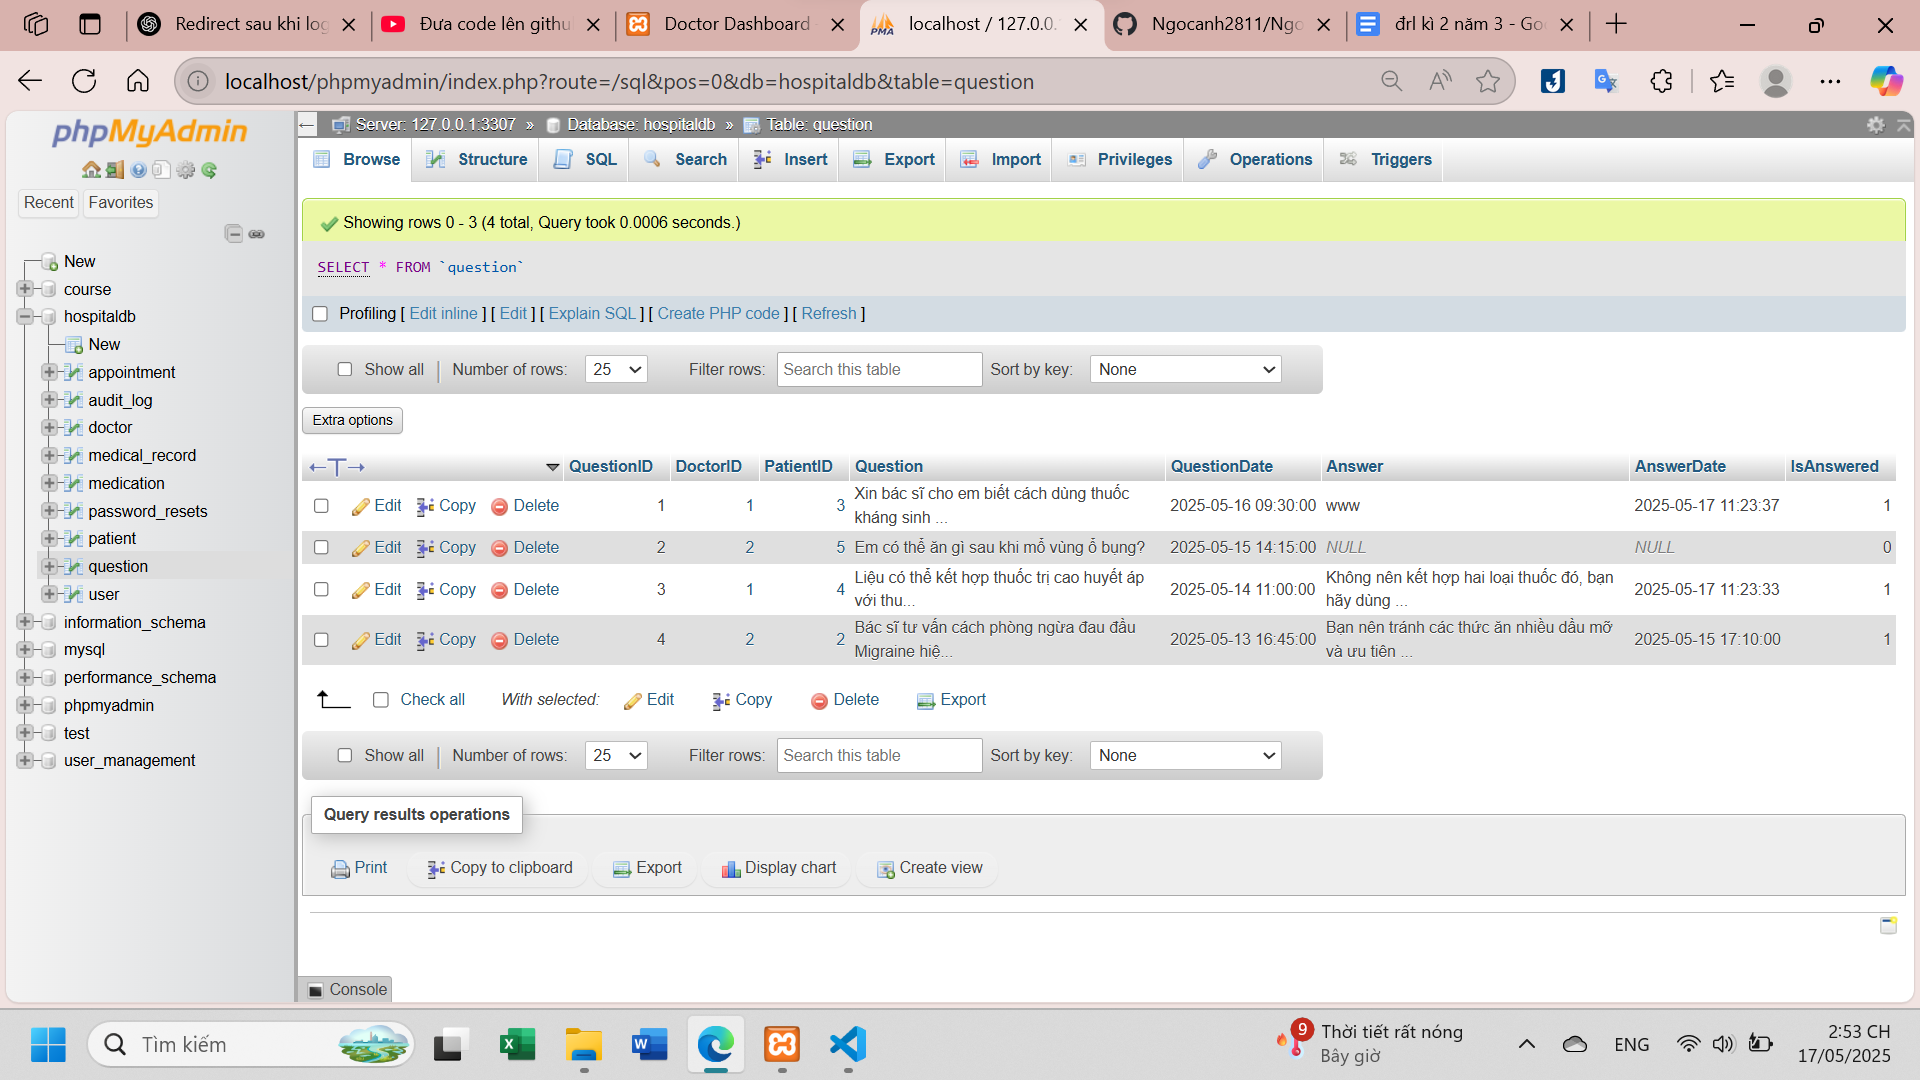 Redirect sau khi log
Đưa code lên githu
Doctor Dashboard
localhost / 127.0.0.
Ngocanh2811/Ngo
đrl kì 2 năm 3 - Go
localhost/phpmyadmin/index.php?route=/sql&pos=0&db=hospitaldb&table=question
phpMyAdmin
Recent
Favorites
New
course
hospitaldb
New
appointment
audit_log
doctor
medical_record
medication
password_resets
patient
question
user
information_schema
mysql
performance_schema
phpmyadmin
test
user_management
Server: 127.0.0.1:3307 » Database: hospitaldb » Table: question
Browse Structure SQL Search Insert Export Import Privileges Operations Triggers
Showing rows 0 - 3 (4 total, Query took 0.0006 seconds.)
SELECT * FROM `question`
Profiling [ Edit inline ] [ Edit ] [ Explain SQL ] [ Create PHP code ] [ Refresh ]
Show all Number of rows: 25 Filter rows: Search this table Sort by key: None
Extra options
←T→ QuestionID DoctorID PatientID Question QuestionDate Answer AnswerDate IsAnswered
Edit Copy Delete 1 1 3 Xin bác sĩ cho em biết cách dùng thuốc
kháng sinh ... 2025-05-16 09:30:00 www 2025-05-17 11:23:37 1
Edit Copy Delete 2 2 5 Em có thể ăn gì sau khi mổ vùng ổ bụng? 2025-05-15 14:15:00 NULL NULL 0
Edit Copy Delete 3 1 4 Liệu có thể kết hợp thuốc trị cao huyết áp
với thu... 2025-05-14 11:00:00 Không nên kết hợp hai loại thuốc đó, bạn
hãy dùng ... 2025-05-17 11:23:33 1
Edit Copy Delete 4 2 2 Bác sĩ tư vấn cách phòng ngừa đau đầu
Migraine hiệ... 2025-05-13 16:45:00 Bạn nên tránh các thức ăn nhiều dầu mỡ
và ưu tiên ... 2025-05-15 17:10:00 1
Check all With selected: Edit Copy Delete Export
Show all Number of rows: 25 Filter rows: Search this table Sort by key: None
Query results operations
Print Copy to clipboard Export Display chart Create view
Console
Tìm kiếm
9
Thời tiết rất nóng
Bây giờ
ENG
2:53 CH
17/05/2025